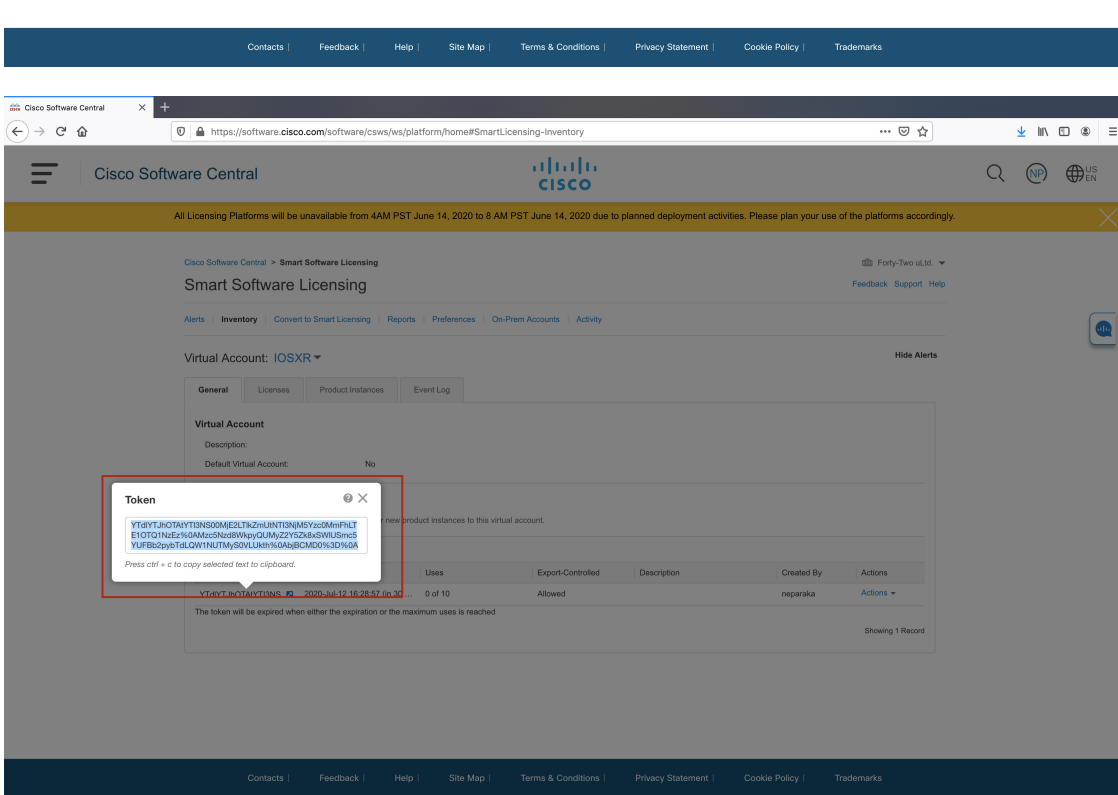 Contacts | Feedback | Help | Site Map | Terms & Conditions | Privacy Statement | Cookie Policy | Trademarks
Cisco Software Central
https://software.cisco.com/software/csws/ws/platform/home#SmartLicensing-Inventory
Cisco Software Central
CISCO
NP
US
EN
All Licensing Platforms will be unavailable from 4AM PST June 14, 2020 to 8 AM PST June 14, 2020 due to planned deployment activities. Please plan your use of the platforms accordingly.
Cisco Software Central > Smart Software Licensing
Forty-Two uLtd.
Smart Software Licensing
Feedback Support Help
Alerts | Inventory | Convert to Smart Licensing | Reports | Preferences | On-Prem Accounts | Activity
Virtual Account: IOSXR
Hide Alerts
General Licenses Product Instances Event Log
Virtual Account
Description:
Default Virtual Account: No
Token
r new product instances to this virtual account.
YTdlYTJhOTAtYTI3NS00MjE2LTlkZmUtNTI3NjM5Yzc0MmFhLT
E1OTQ1NzEz%0AMzc5Nzd8WkpyQUMyZ2Y5Zk8xSWlUSmc5
YUFBb2pybTdLQW1NUTMyS0VLUkth%0AbjBCMD0%3D%0A
Press ctrl + c to copy selected text to clipboard.
Uses Export-Controlled Description Created By Actions
YTdlYTJhOTAtYTI3NS 2020-Jul-12 16:28:57 (in 30 ... 0 of 10 Allowed neparaka Actions
The token will be expired when either the expiration or the maximum uses is reached
Showing 1 Record
Contacts | Feedback | Help | Site Map | Terms & Conditions | Privacy Statement | Cookie Policy | Trademarks